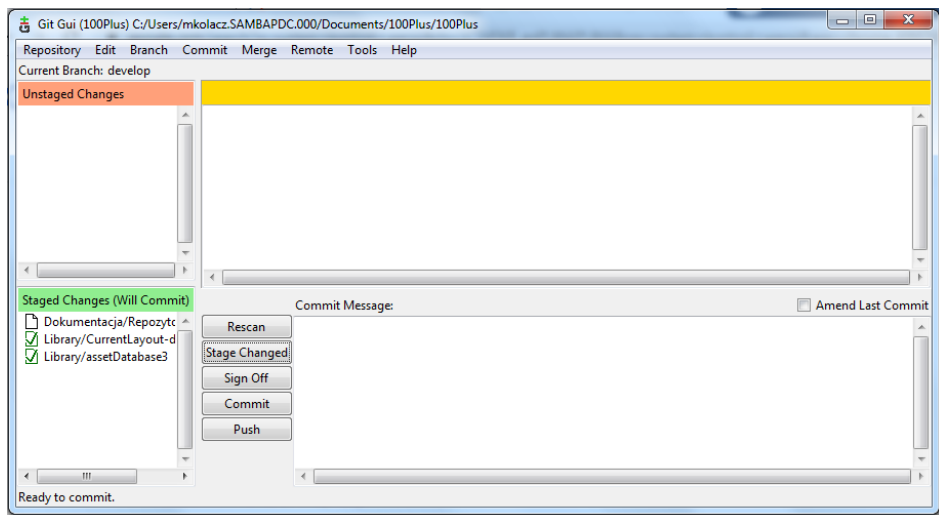 Git Gui (100Plus) C:/Users/mkolacz.SAMBAPDC.000/Documents/100Plus/100Plus
Repository Edit Branch Commit Merge Remote Tools Help
Current Branch: develop
Unstaged Changes
Staged Changes (Will Commit)
Dokumentacja/Repozytc
Library/CurrentLayout-d
Library/assetDatabase3
Rescan
Stage Changed
Sign Off
Commit
Push
Commit Message:
Amend Last Commit
Ready to commit.